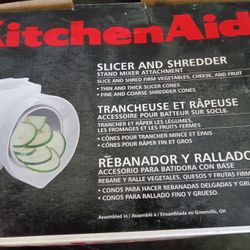 KitchenAid
SLICER AND SHREDDER
STAND MIXER ATTACHMENT
SLICE AND SHRED FIRM VEGETABLES, CHEESE, AND FRUIT
• THIN AND THICK SLICER CONES
• FINE AND COARSE SHREDDER CONES
TRANCHEUSE ET RÂPEUSE
ACCESSOIRE POUR BATTEUR SUR SOCLE
TRANCHER ET RÂPER LES LÉGUMES,
LES FROMAGES ET LES FRUITS FERMES
• CÔNES POUR TRANCHER MINCE ET ÉPAIS
• CÔNES POUR RÂPER FIN ET GROS
REBANADOR Y RALLADO
ACCESORIO PARA BATIDORA CON BASE
REBANE Y RALLE VEGETALES, QUESOS Y FRUTAS FIRM
• CONOS PARA HACER REBANADAS DELGADAS Y GRU
• CONOS PARA RALLADO FINO Y GRUESO
Assembled in / Assemblé à / Ensamblada en Greenville, OH